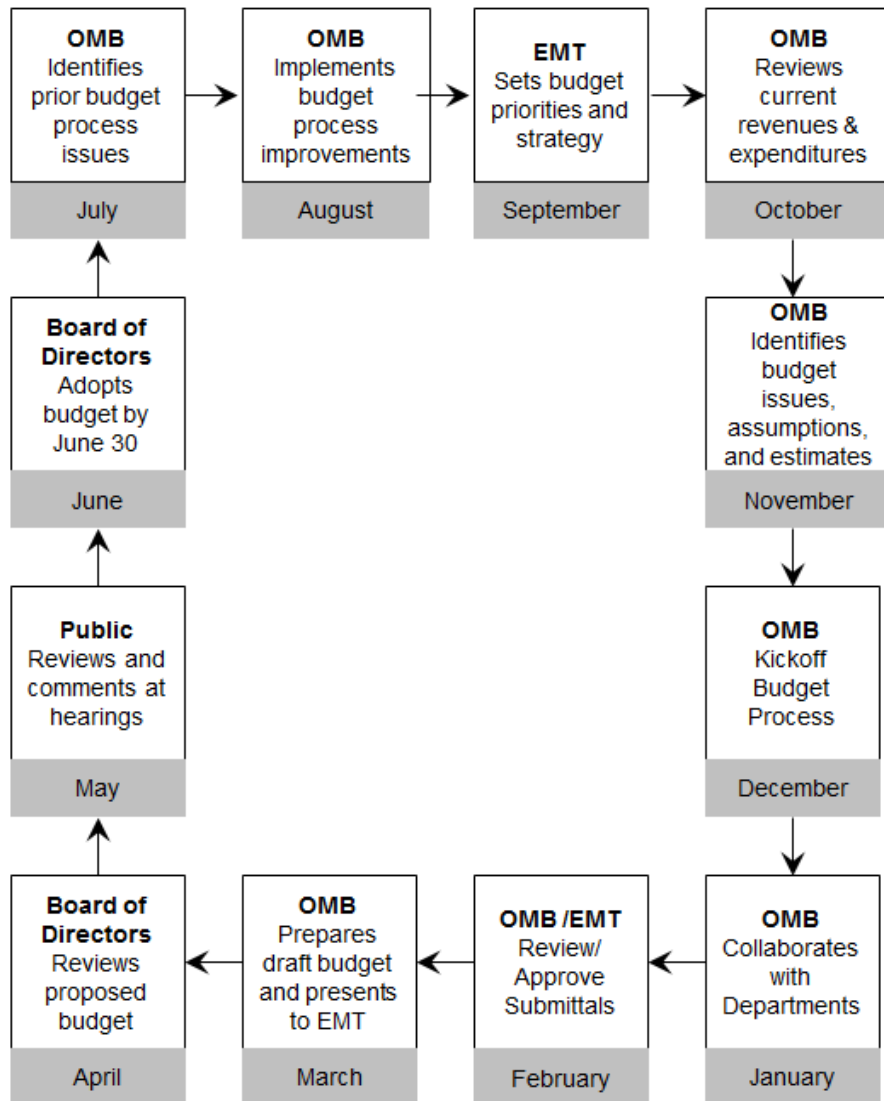 OMB
Identifies
prior budget
process
issues
July
OMB
Implements
budget
process
improvements
August
EMT
Sets budget
priorities and
strategy
September
OMB
Reviews
current
revenues &
expenditures
October
OMB
Identifies
budget
issues,
assumptions,
and estimates
November
OMB
Kickoff
Budget
Process
December
OMB
Collaborates
with
Departments
January
OMB /EMT
Review/
Approve
Submittals
February
OMB
Prepares
draft budget
and presents
to EMT
March
Board of
Directors
Reviews
proposed
budget
April
Public
Reviews and
comments at
hearings
May
Board of
Directors
Adopts
budget by
June 30
June